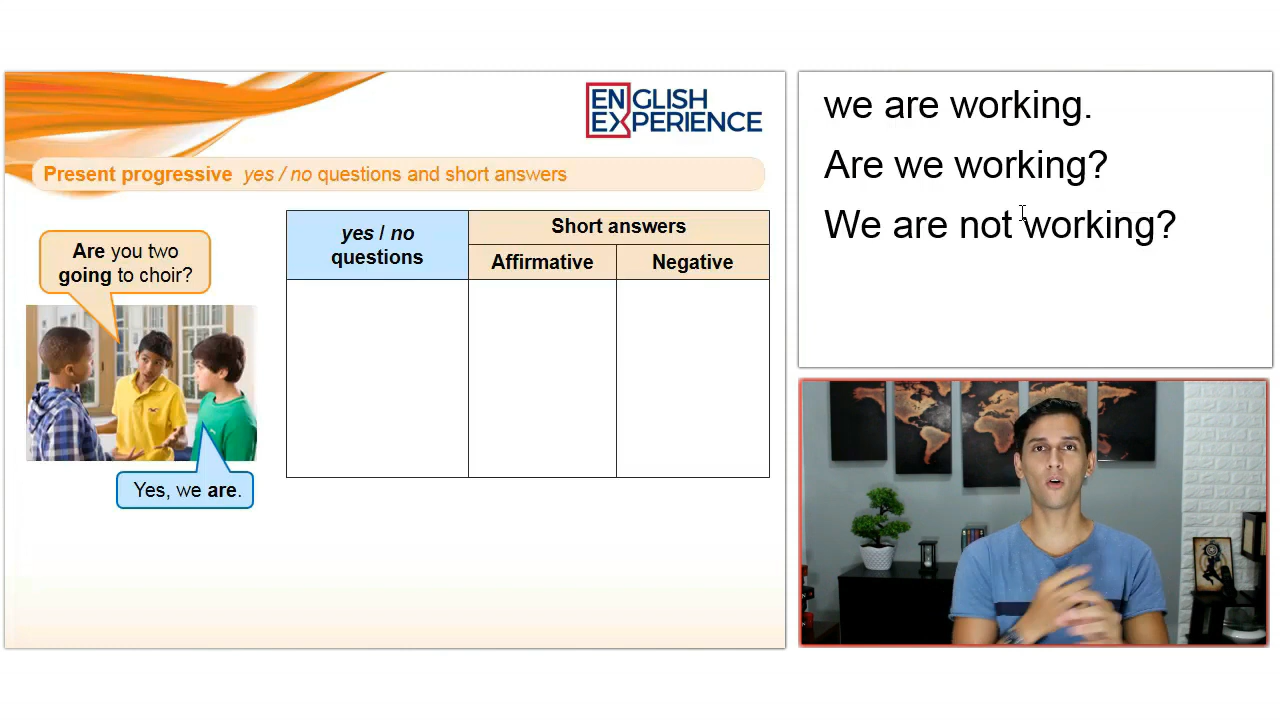 ENGLISH
EXPERIENCE
Present progressive yes / no questions and short answers
Are you two
going to choir?
Yes, we are.
yes / no
questions
Short answers
Affirmative
Negative
we are working.
Are we working?
We are not working?